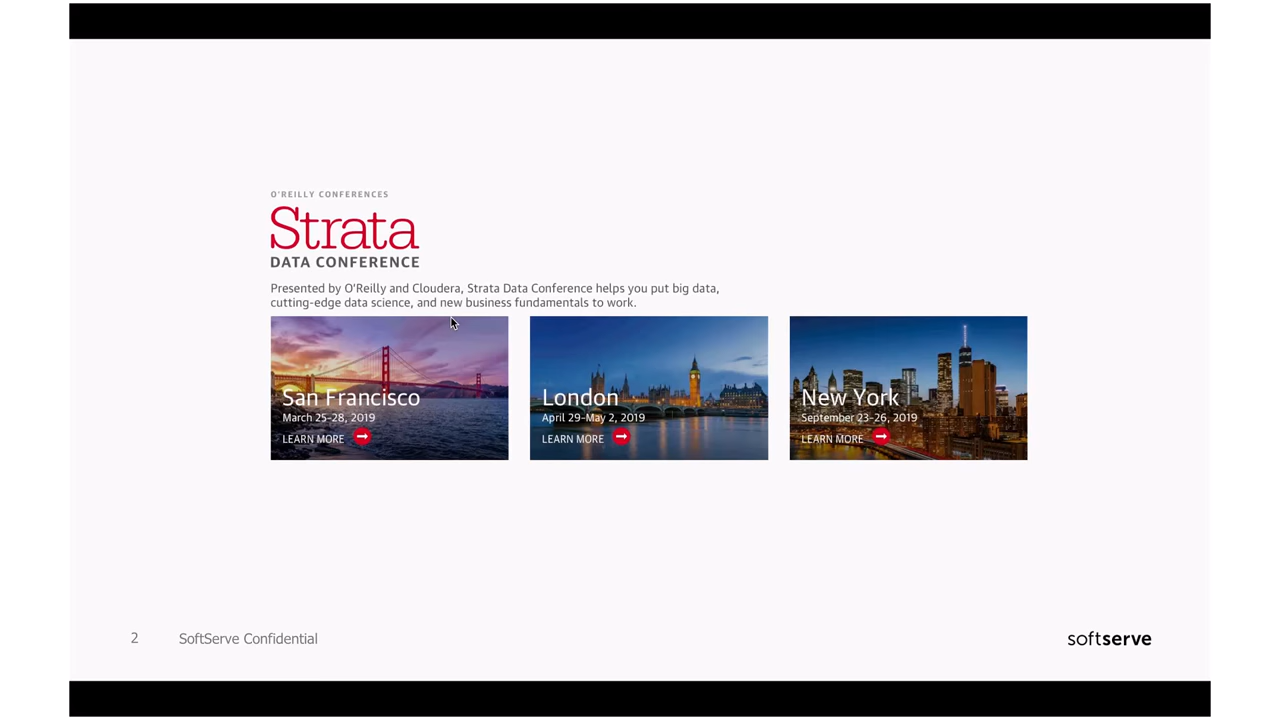 O'REILLY CONFERENCES
Strata
DATA CONFERENCE
Presented by O'Reilly and Cloudera, Strata Data Conference helps you put big data,
cutting-edge data science, and new business fundamentals to work.
San Francisco
March 25-28, 2019
LEARN MORE
London
April 29-May 2, 2019
LEARN MORE
New York
September 23-26, 2019
LEARN MORE
2 SoftServe Confidential
softserve